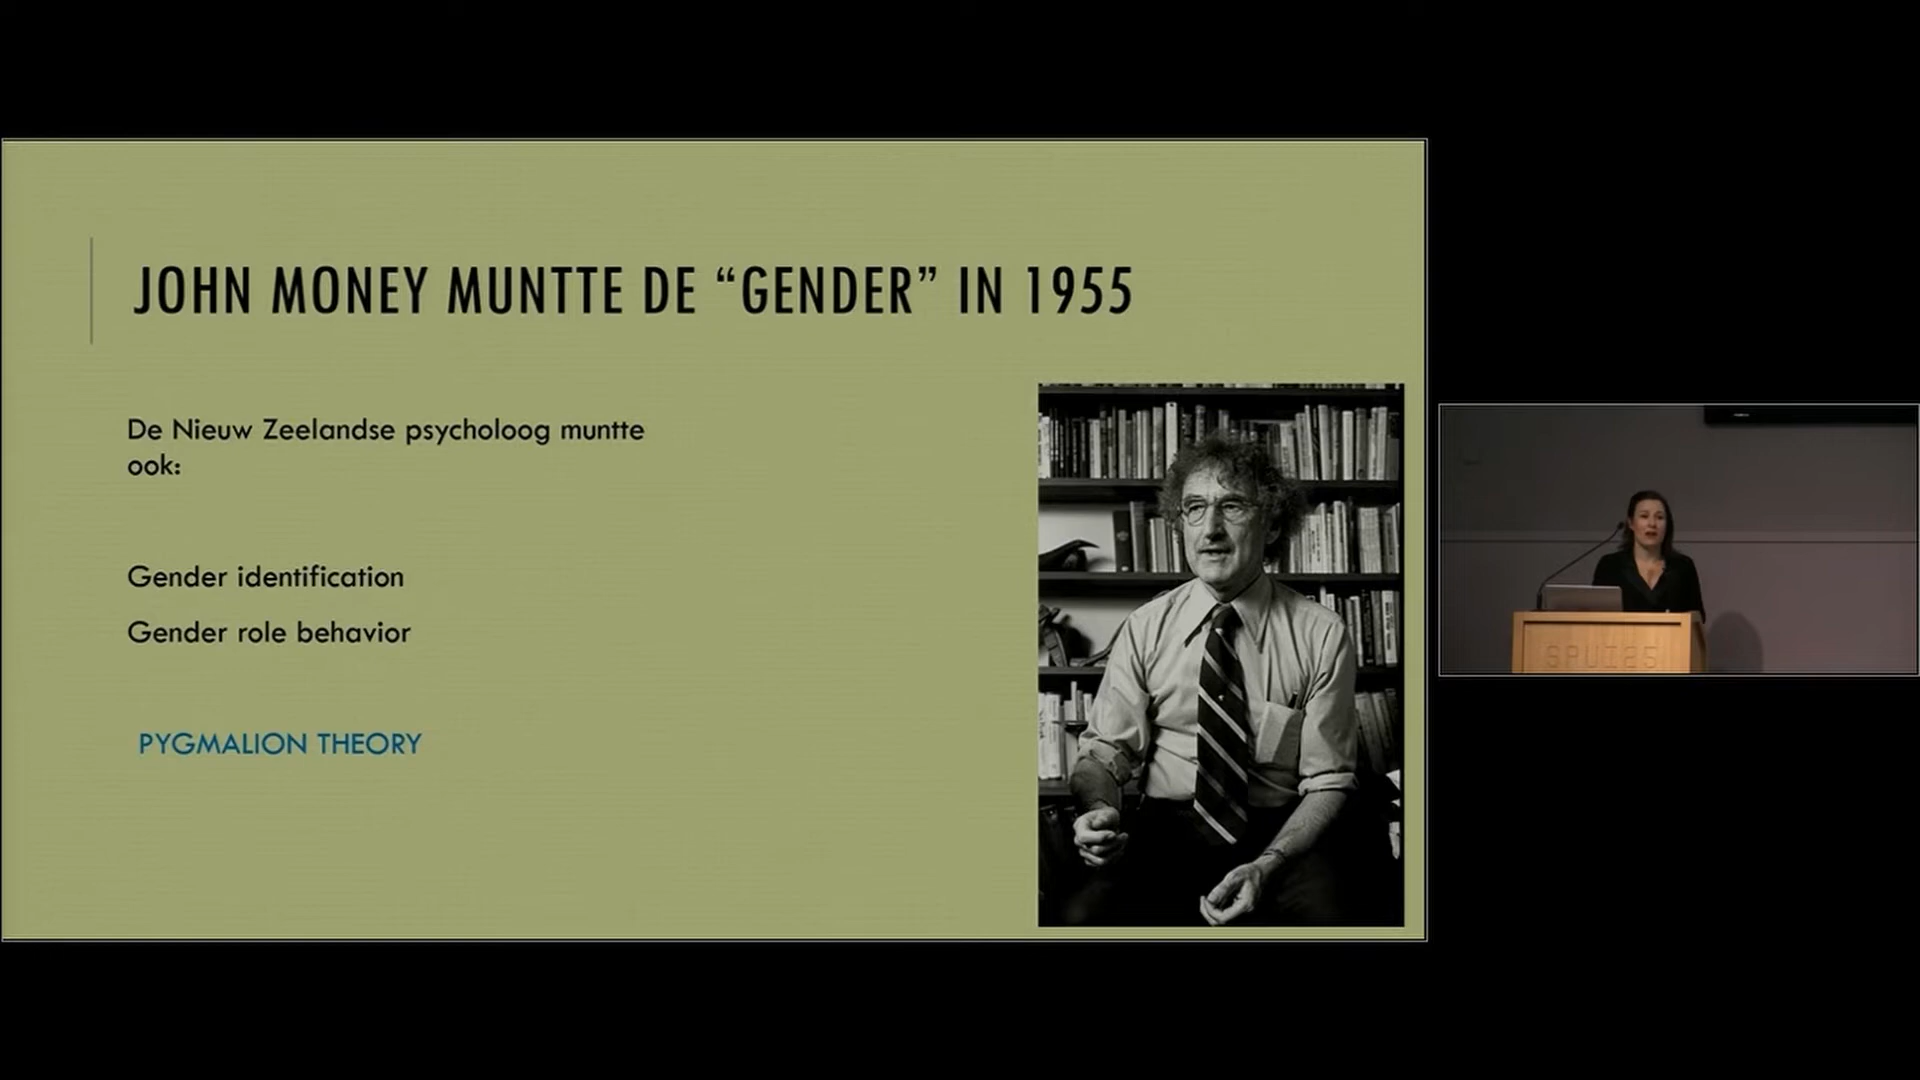 JOHN MONEY MUNTTE DE “GENDER” IN 1955
De Nieuw Zeelandse psycholoog muntte
ook:
Gender identification
Gender role behavior
PYGMALION THEORY
SPUI25